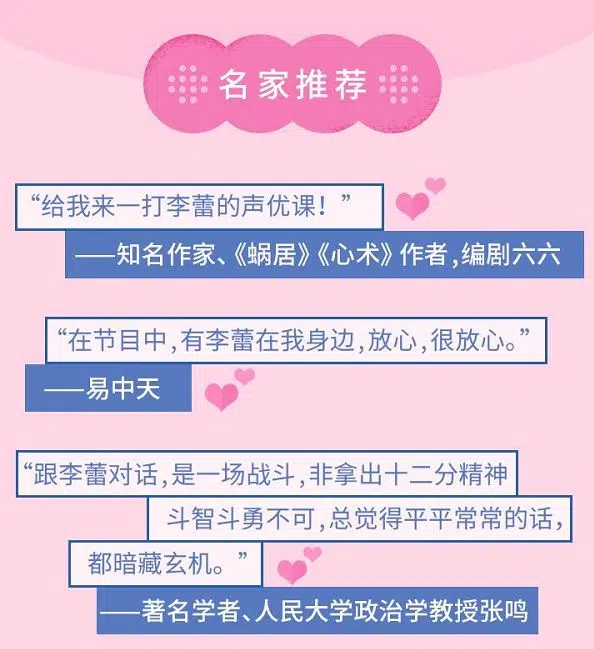 名家推荐
“给我来一打李蕾的声优课！”
——知名作家、《蜗居》《心术》作者,编剧六六
“在节目中,有李蕾在我身边,放心,很放心。”
——易中天
“跟李蕾对话,是一场战斗,非拿出十二分精神
斗智斗勇不可,总觉得平平常常的话,
都暗藏玄机。”
——著名学者、人民大学政治学教授张鸣